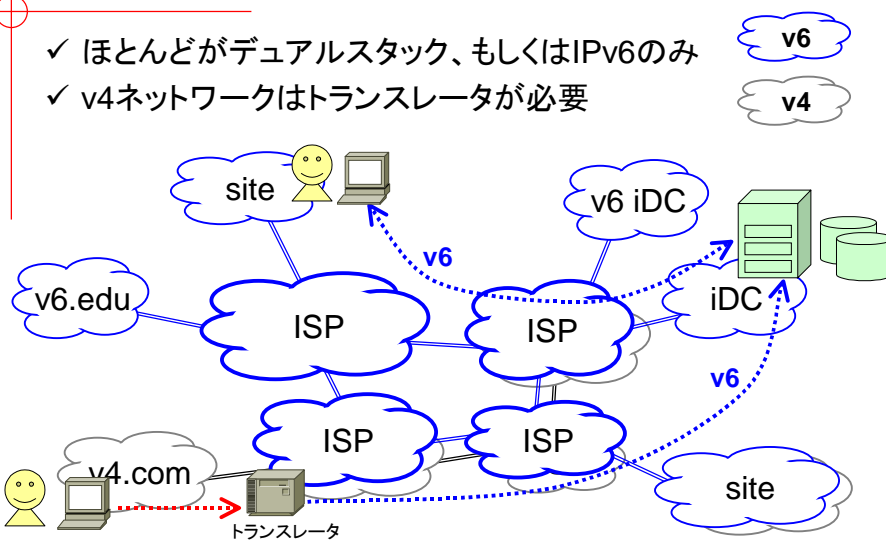 ✓ ほとんどがデュアルスタック、もしくはIPv6のみ
✓ v4ネットワークはトランスレータが必要
v6
v4
site
v6 iDC
v6
v6.edu
ISP
ISP
iDC
v6
ISP
ISP
v4.com
site
トランスレータ